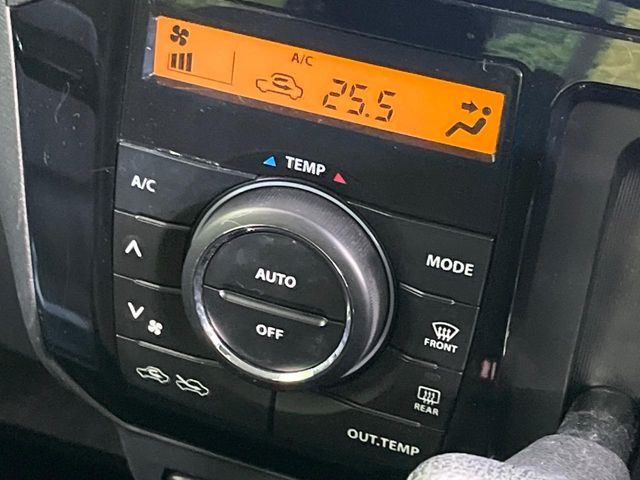 A/C
25.5
TEMP
A/C
AUTO
MODE
OFF
FRONT
REAR
OUT.TEMP